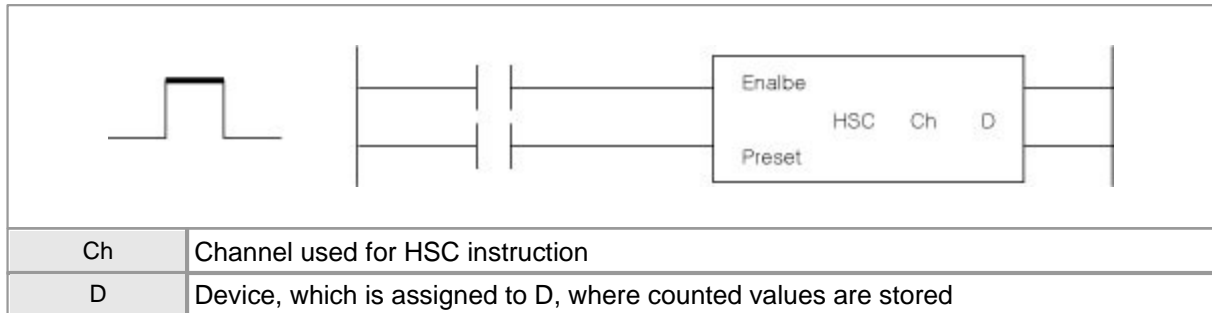 Enalbe
HSC Ch D
Preset
Ch Channel used for HSC instruction
D Device, which is assigned to D, where counted values are stored